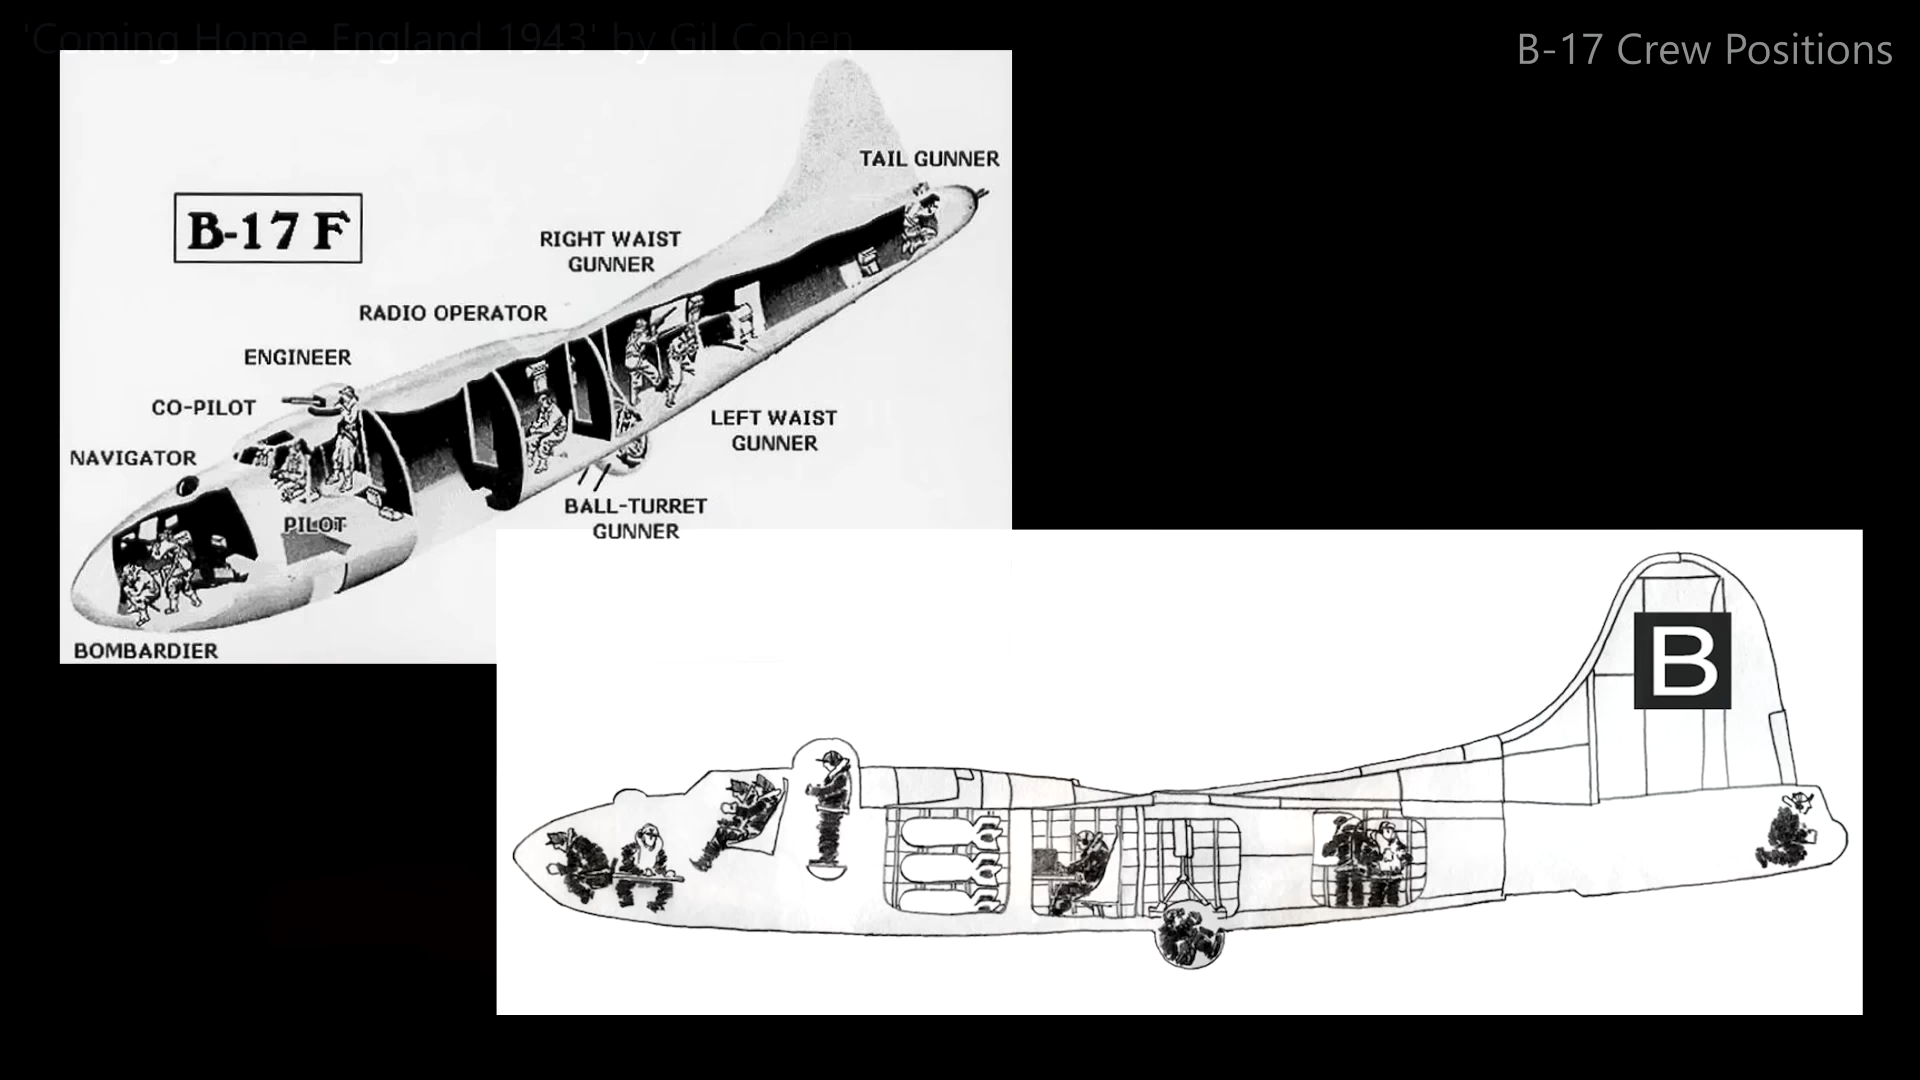 'Coming Home, England 1943' by Gil Cohen
B-17 Crew Positions
TAIL GUNNER
B-17 F
RIGHT WAIST
GUNNER
RADIO OPERATOR
ENGINEER
CO-PILOT
NAVIGATOR
LEFT WAIST
GUNNER
BALL-TURRET
GUNNER
PILOT
BOMBARDIER
B